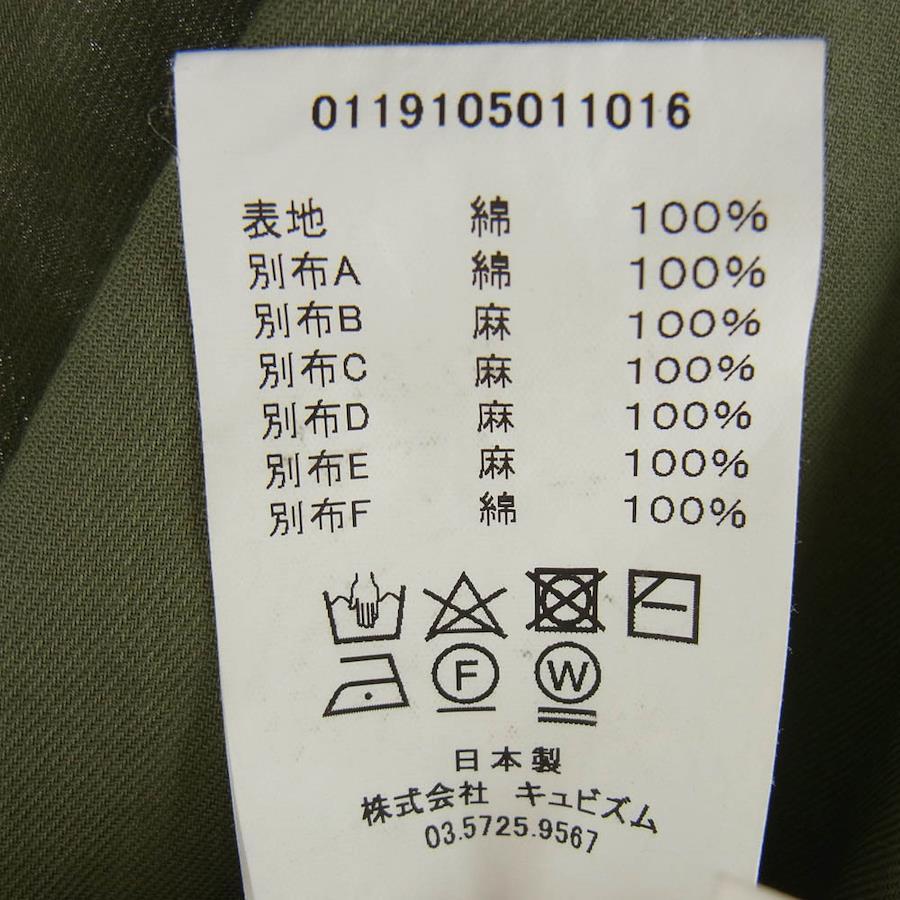 0119105011016
表地 綿 100%
別布A 綿 100%
別布B 麻 100%
別布C 麻 100%
別布D 麻 100%
別布E 麻 100%
別布F 綿 100%
F W
日本製
株式会社 キュビズム
03.5725.9567